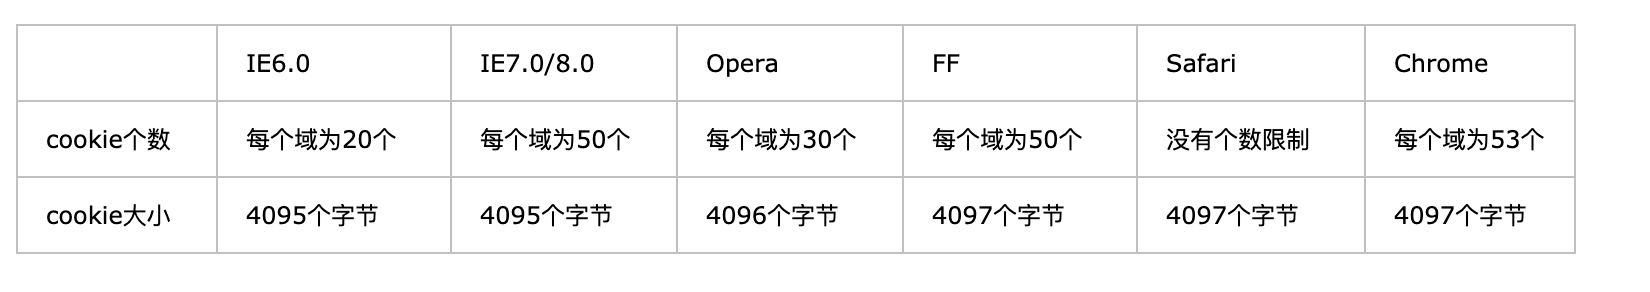 IE6.0 IE7.0/8.0 Opera FF Safari Chrome
cookie个数 每个域为20个 每个域为50个 每个域为30个 每个域为50个 没有个数限制 每个域为53个
cookie大小 4095个字节 4095个字节 4096个字节 4097个字节 4097个字节 4097个字节